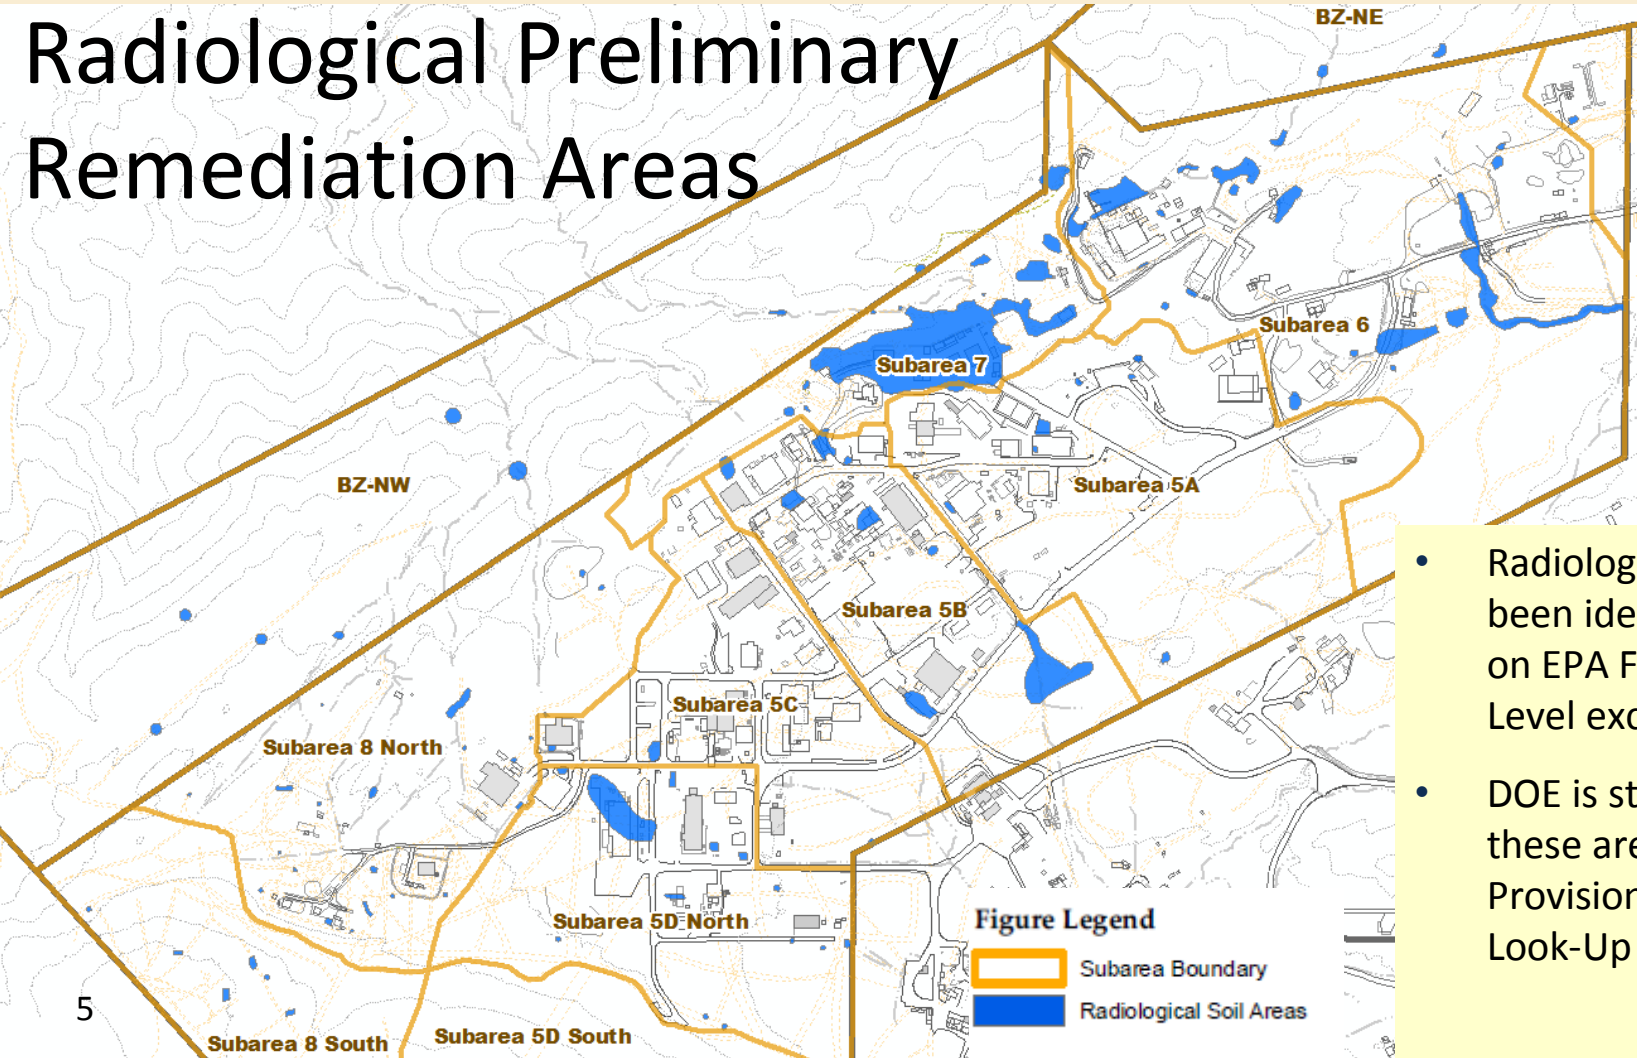 Radiological Preliminary
Remediation Areas
BZ-NE
Subarea 6
Subarea 7
BZ-NW
Subarea 5A
Subarea 5B
Subarea 5C
Subarea 8 North
Subarea 5D North
Subarea 8 South
Subarea 5D South
Figure Legend
Subarea Boundary
Radiological Soil Areas
• Radiolog
been ide
on EPA F
Level exc
• DOE is st
these are
Provision
Look-Up
5